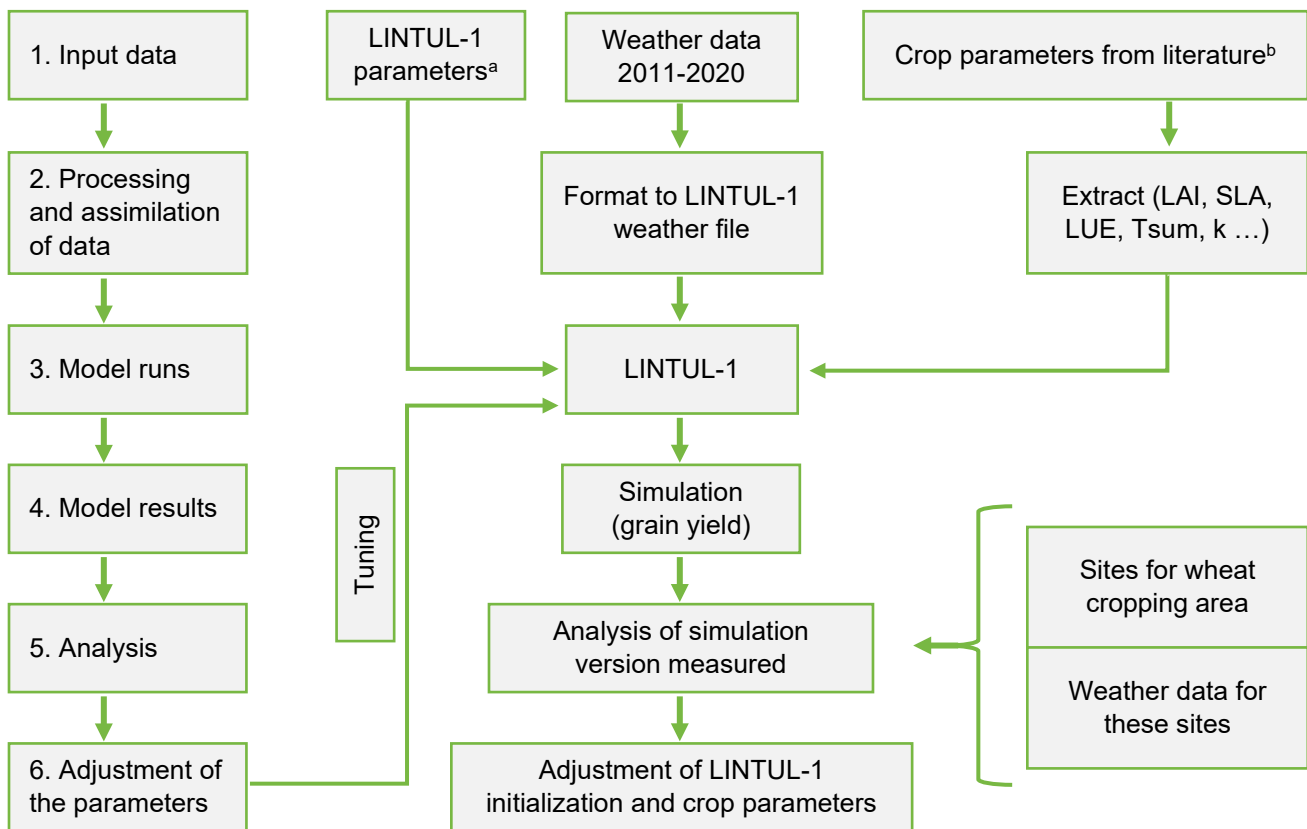 1. Input data
LINTUL-1
parametersᵃ
Weather data
2011-2020
Crop parameters from literatureᵇ
2. Processing
and assimilation
of data
Format to LINTUL-1
weather file
Extract (LAI, SLA,
LUE, Tsum, k …)
3. Model runs
LINTUL-1
4. Model results
Tuning
Simulation
(grain yield)
Sites for wheat
cropping area
5. Analysis
Analysis of simulation
version measured
Weather data for
these sites
6. Adjustment of
the parameters
Adjustment of LINTUL-1
initialization and crop parameters